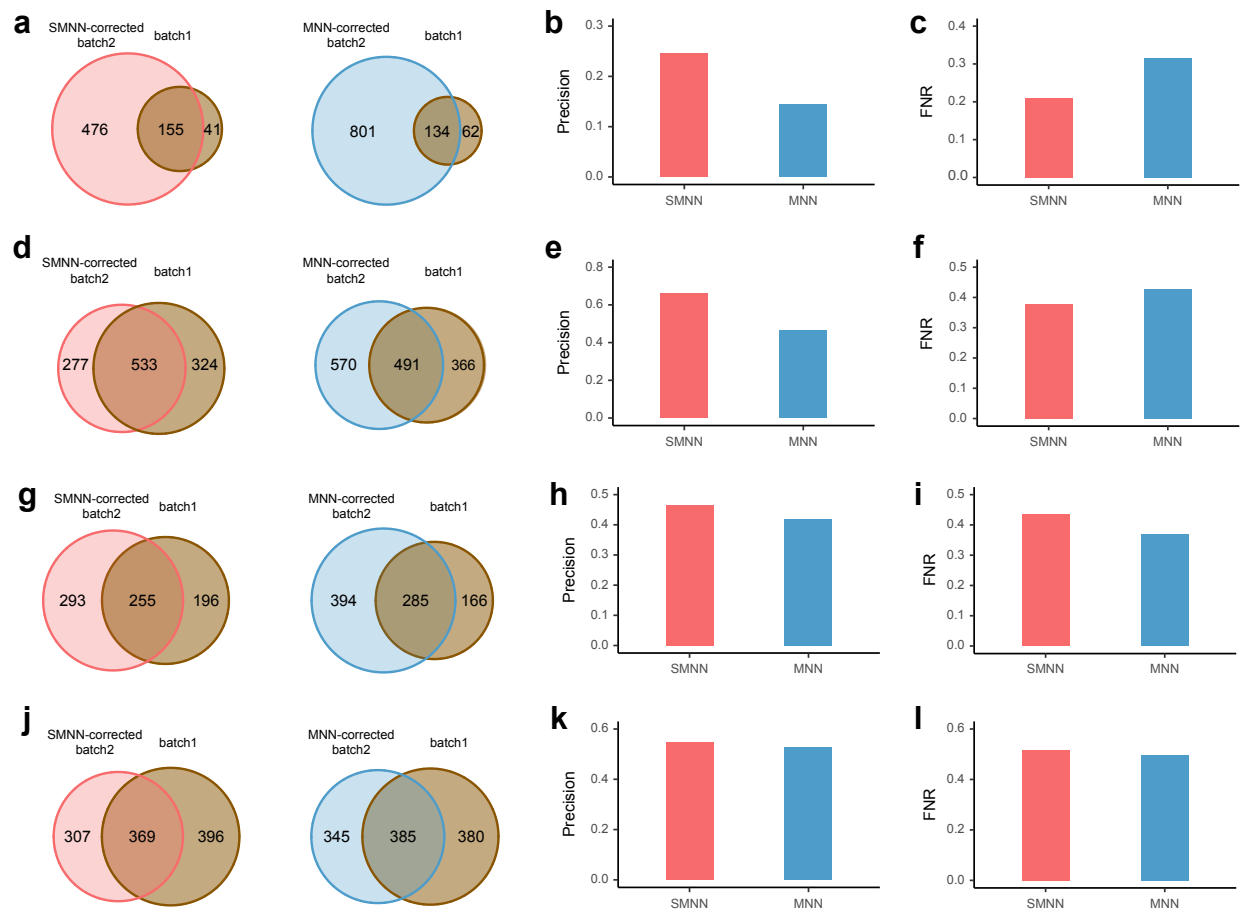 a
SMNN-corrected
batch2
batch1
476
155
41
MNN-corrected
batch2
batch1
801
134
62
b
Precision
0.3
0.2
0.1
0.0
SMNN
MNN
c
FNR
0.4
0.3
0.2
0.1
0.0
SMNN
MNN
d
SMNN-corrected
batch2
batch1
277
533
324
MNN-corrected
batch2
batch1
570
491
366
e
Precision
0.8
0.6
0.4
0.2
0.0
SMNN
MNN
f
FNR
0.5
0.4
0.3
0.2
0.1
0.0
SMNN
MNN
g
SMNN-corrected
batch2
batch1
293
255
196
MNN-corrected
batch2
batch1
394
285
166
h
Precision
0.5
0.4
0.3
0.2
0.1
0.0
SMNN
MNN
i
FNR
0.5
0.4
0.3
0.2
0.1
0.0
SMNN
MNN
j
SMNN-corrected
batch2
batch1
307
369
396
MNN-corrected
batch2
batch1
345
385
380
k
Precision
0.6
0.4
0.2
0.0
SMNN
MNN
l
FNR
0.6
0.4
0.2
0.0
SMNN
MNN